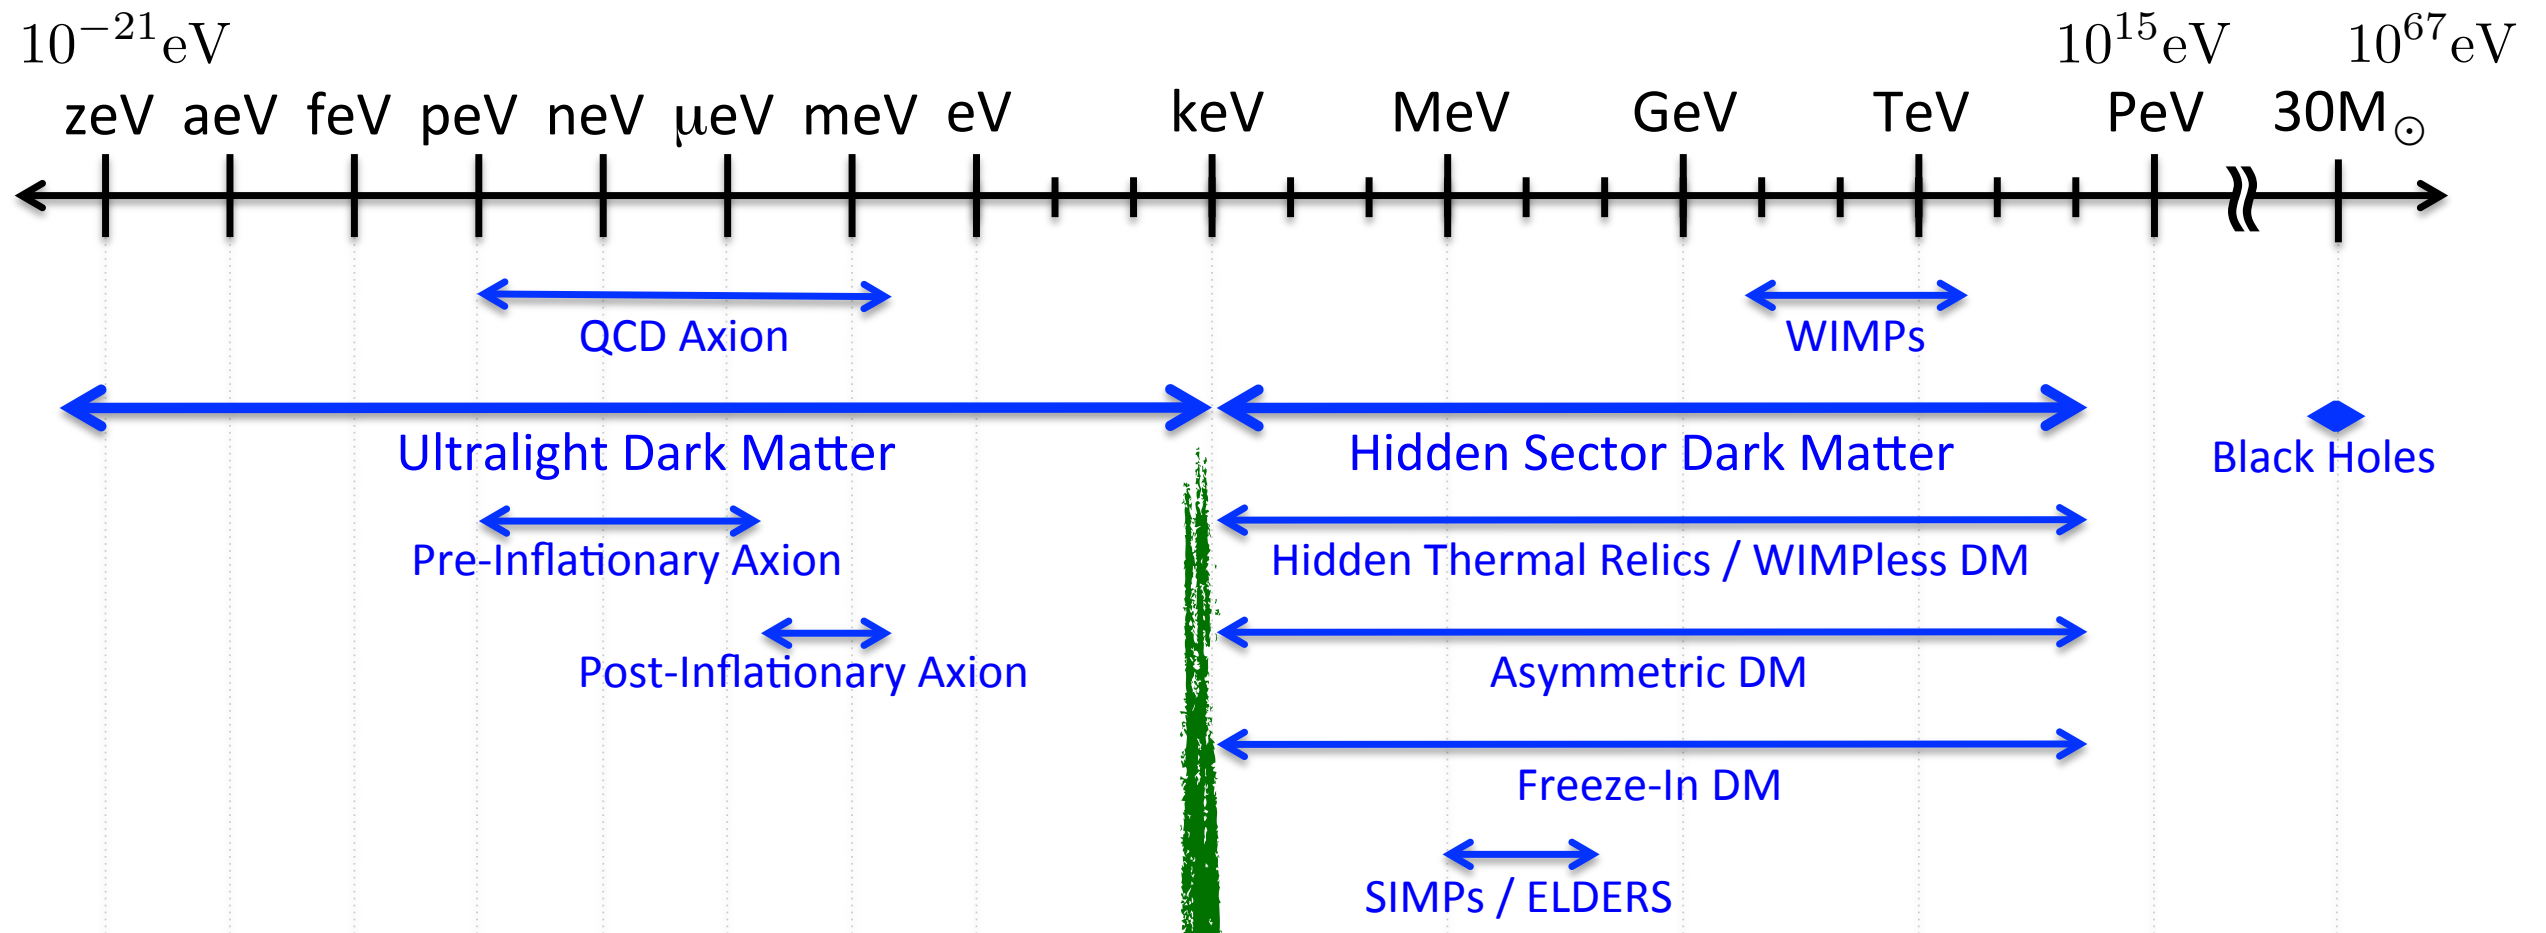 10^{-21}eV 10^{15}eV 10^{67}eV
zeV aeV feV peV neV μeV meV eV keV MeV GeV TeV PeV 30M_☉
QCD Axion WIMPs
Ultralight Dark Matter Hidden Sector Dark Matter Black Holes
Pre-Inflationary Axion Hidden Thermal Relics / WIMPless DM
Post-Inflationary Axion Asymmetric DM
Freeze-In DM
SIMPs / ELDERS